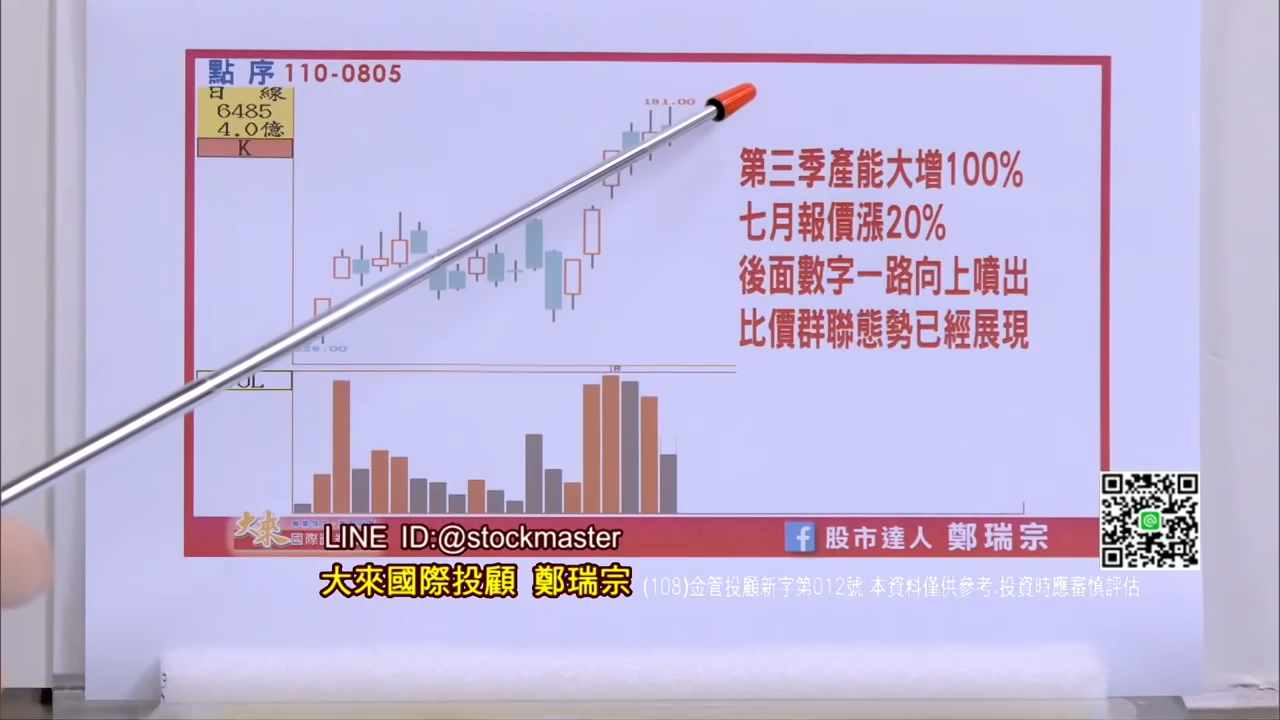 點序 110-0805
日 線
6485
4.0億
K
191.00
第三季產能大增100%
七月報價漲20%
後面數字一路向上噴出
比價群聯態勢已經展現
大來
國際
LINE ID:@stockmaster
股市達人 鄭瑞宗
大來國際投顧 鄭瑞宗
(108)金管投顧新字第012號 本資料僅供參考.投資時應審慎評估